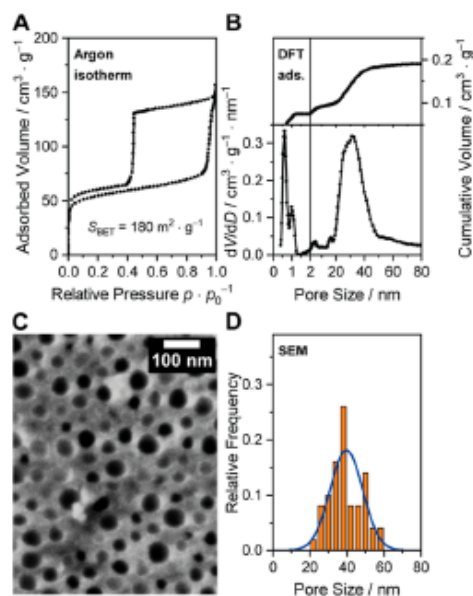 A
Argon
isotherm
Adsorbed Volume / cm³ · g⁻¹
200
150
100
50
0
S_BET = 180 m² · g⁻¹
0.0 0.2 0.4 0.6 0.8 1.0
Relative Pressure p · p₀⁻¹
B
DFT
ads.
Cumulative Volume / cm³ · g⁻¹
0.2
0.1
dV/dD / cm³ · g⁻¹ · nm⁻¹
0.3
0.2
0.1
0.0
0 1 2 20 40 60 80
Pore Size / nm
C
100 nm
D
SEM
Relative Frequency
0.3
0.2
0.1
0.0
0 20 40 60 80
Pore Size / nm